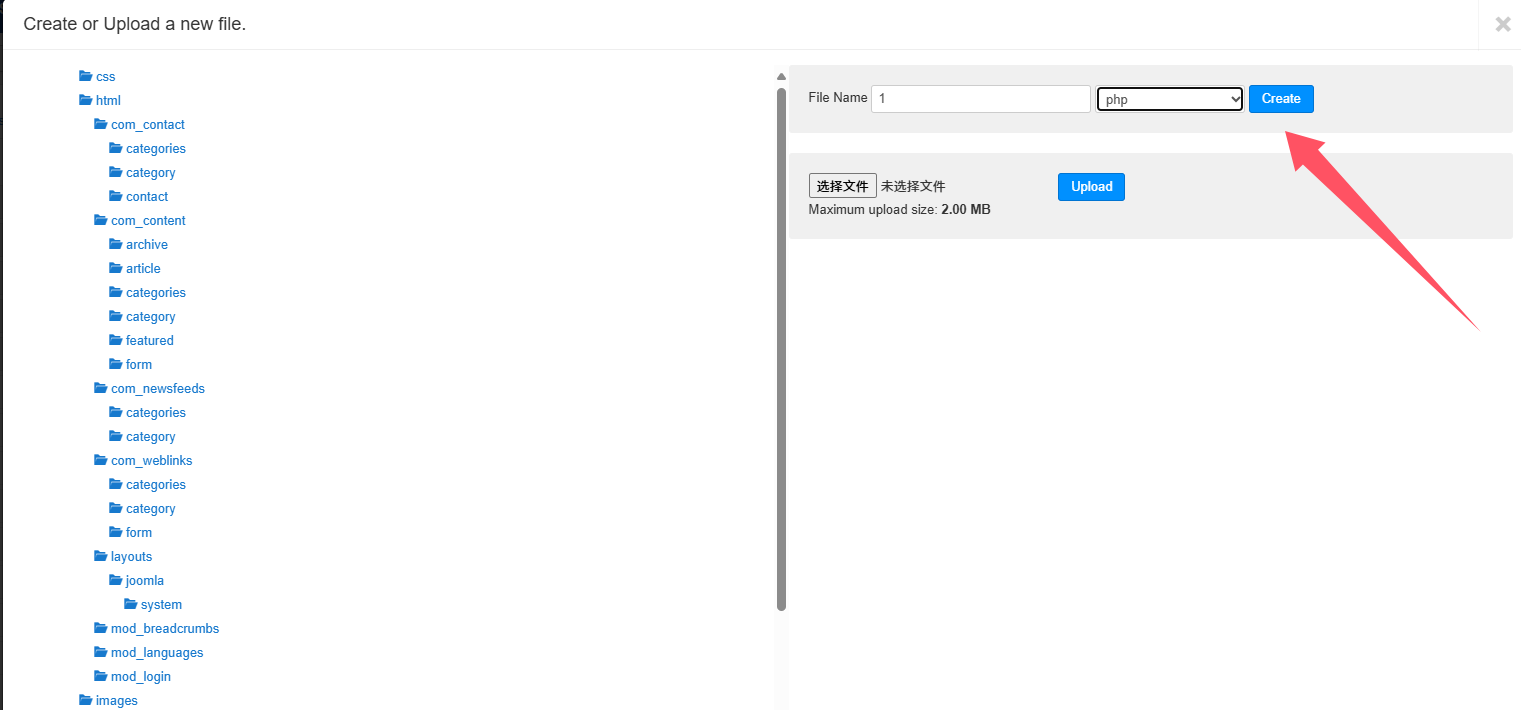 Create or Upload a new file.
css
html
com_contact
categories
category
contact
com_content
archive
article
categories
category
featured
form
com_newsfeeds
categories
category
com_weblinks
categories
category
form
layouts
joomla
system
mod_breadcrumbs
mod_languages
mod_login
images
File Name 1 php Create
选择文件 未选择文件 Upload
Maximum upload size: 2.00 MB